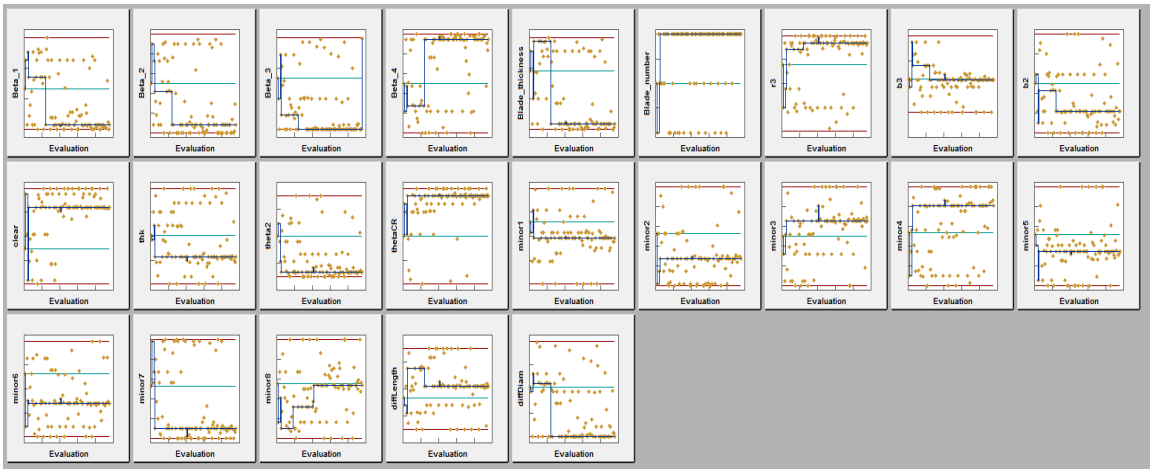 Beta_1
Evaluation
Beta_2
Evaluation
Beta_3
Evaluation
Beta_4
Evaluation
Blade_thickness
Evaluation
Blade_number
Evaluation
r3
Evaluation
b3
Evaluation
b2
Evaluation
clear
Evaluation
thk
Evaluation
theta2
Evaluation
thetaCR
Evaluation
minor1
Evaluation
minor2
Evaluation
minor3
Evaluation
minor4
Evaluation
minor5
Evaluation
minor6
Evaluation
minor7
Evaluation
minor8
Evaluation
diffLength
Evaluation
diffDiam
Evaluation